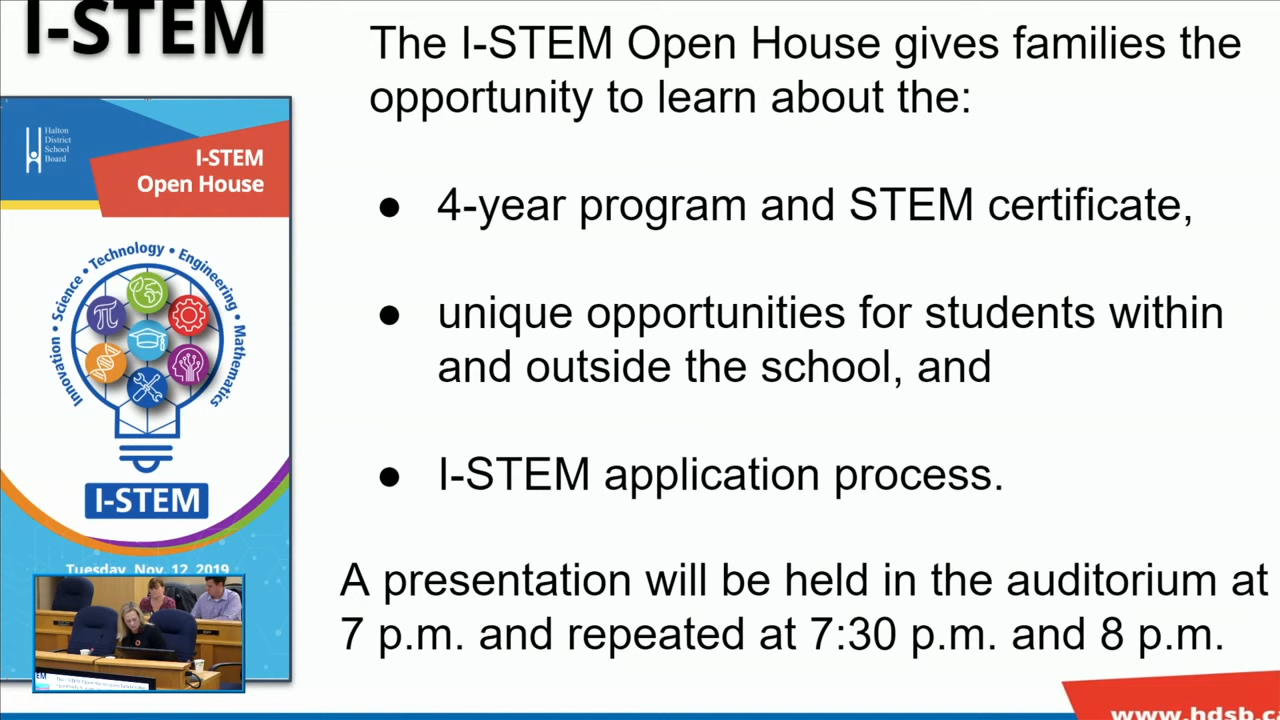 I-STEM
The I-STEM Open House gives families the
opportunity to learn about the:
● 4-year program and STEM certificate,
● unique opportunities for students within
and outside the school, and
● I-STEM application process.
A presentation will be held in the auditorium at
7 p.m. and repeated at 7:30 p.m. and 8 p.m.
Halton
District
School
Board
I-STEM
Open House
Innovation • Science • Technology • Engineering • Mathematics
I-STEM
Tuesday, Nov. 12, 2019
www.hdsb.c